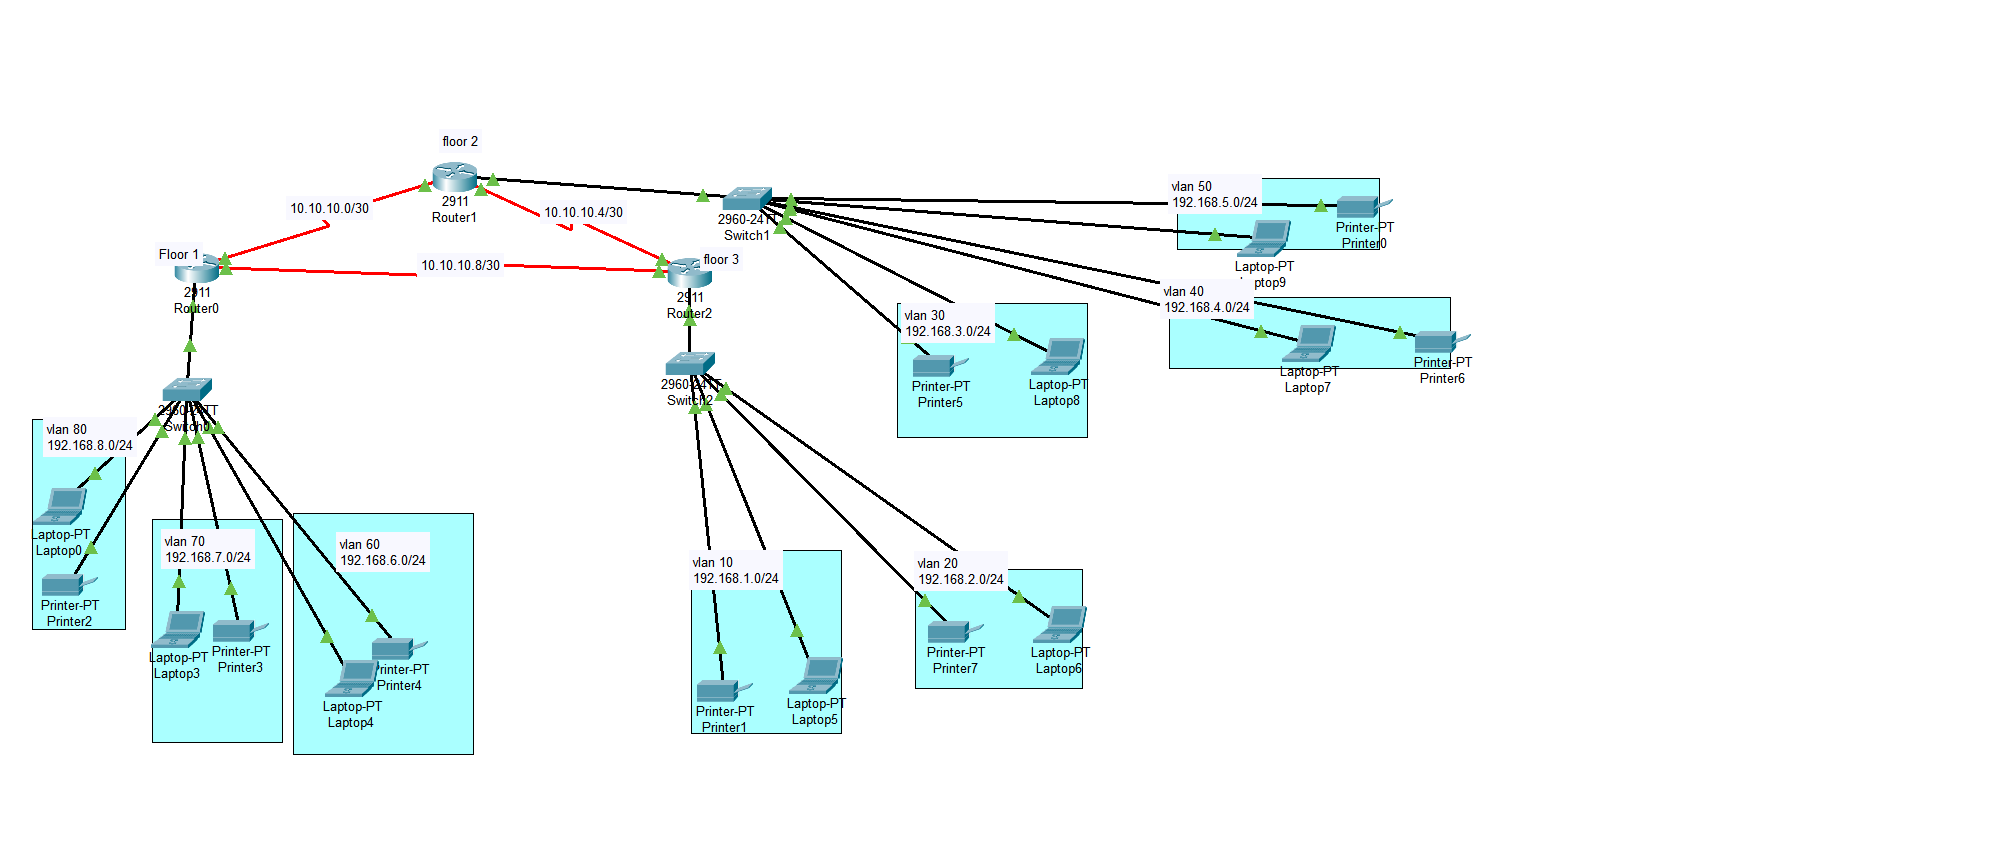 floor 2
2911
Router1
10.10.10.0/30
10.10.10.4/30
Floor 1
2911
Router0
10.10.10.8/30
floor 3
2911
Router2
2960-24TT
Switch1
vlan 50
192.168.5.0/24
Printer-PT
Printer0
Laptop-PT
Laptop9
vlan 40
192.168.4.0/24
Laptop-PT
Laptop7
Printer-PT
Printer6
vlan 30
192.168.3.0/24
Printer-PT
Printer5
Laptop-PT
Laptop8
2960-24TT
Switch2
2960-24TT
Switch0
vlan 80
192.168.8.0/24
Laptop-PT
Laptop0
Printer-PT
Printer2
vlan 70
192.168.7.0/24
Laptop-PT
Laptop3
Printer-PT
Printer3
vlan 60
192.168.6.0/24
Printer-PT
Printer4
Laptop-PT
Laptop4
vlan 10
192.168.1.0/24
Printer-PT
Printer1
Laptop-PT
Laptop5
vlan 20
192.168.2.0/24
Printer-PT
Printer7
Laptop-PT
Laptop6